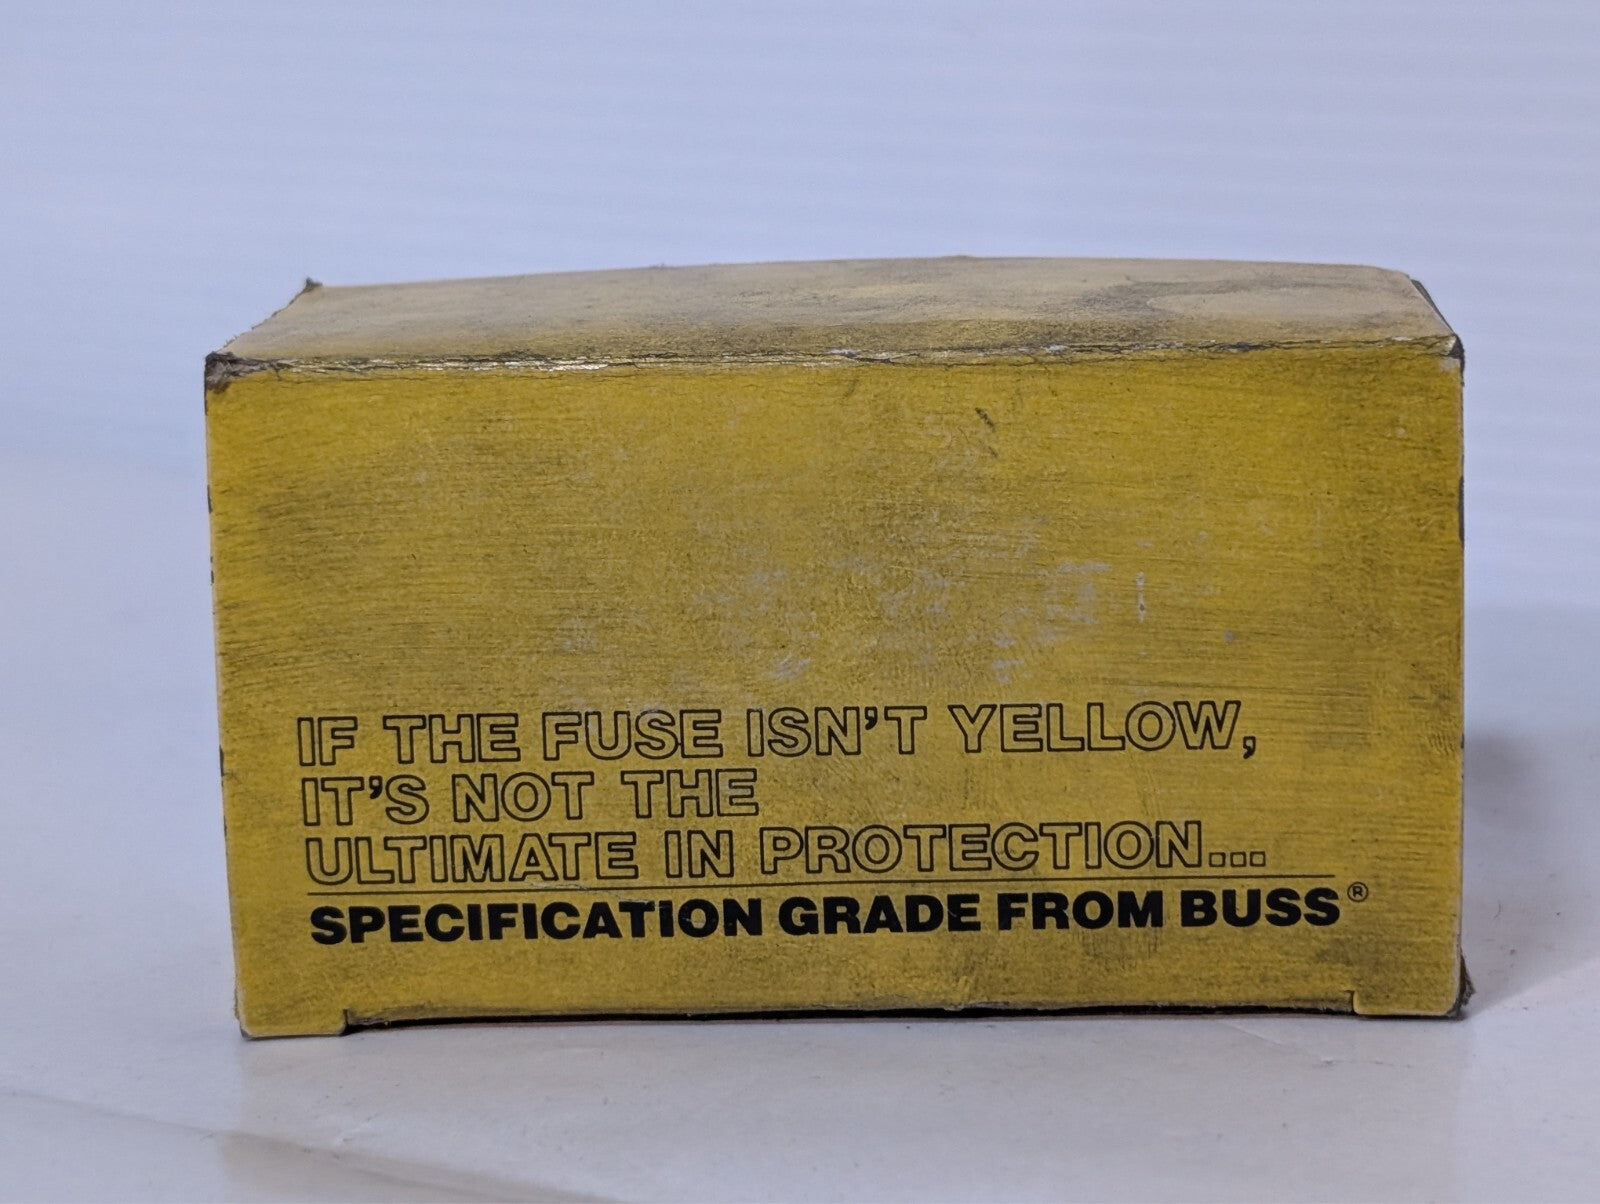 IF THE FUSE ISN'T YELLOW,
IT'S NOT THE
ULTIMATE IN PROTECTION...
SPECIFICATION GRADE FROM BUSS®